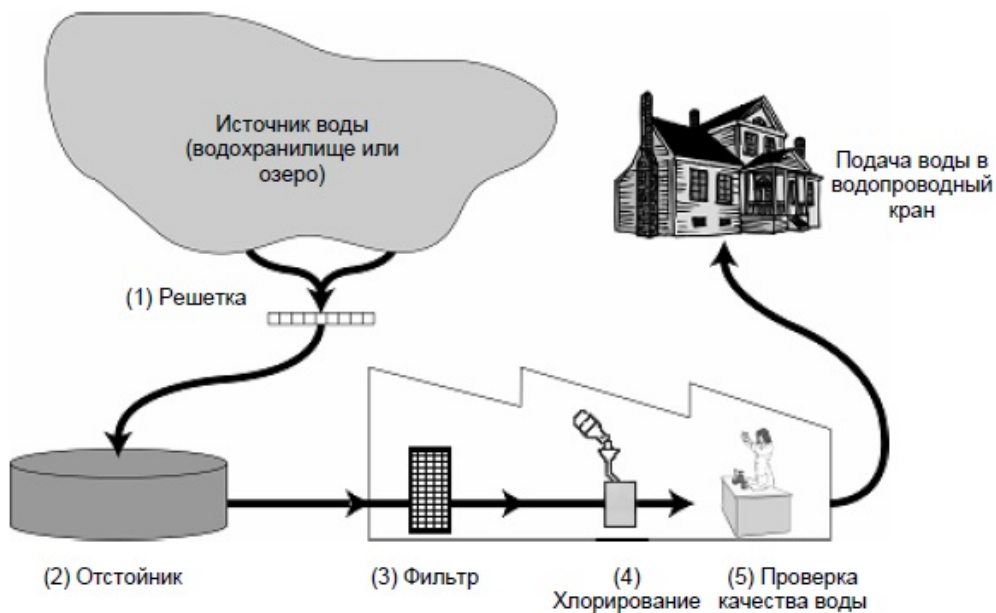 Источник воды
(водохранилище или
озеро)
Подача воды в
водопроводный
кран
(1) Решетка
(2) Отстойник
(3) Фильтр
(4)
Хлорирование
(5) Проверка
качества воды